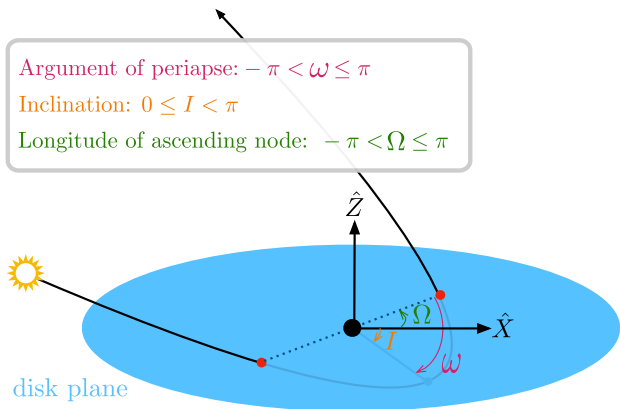 Argument of periapse: − π < ω ≤ π
Inclination: 0 ≤ I < π
Longitude of ascending node: − π < Ω ≤ π
Ẑ
Ω
X̂
I
ω
disk plane